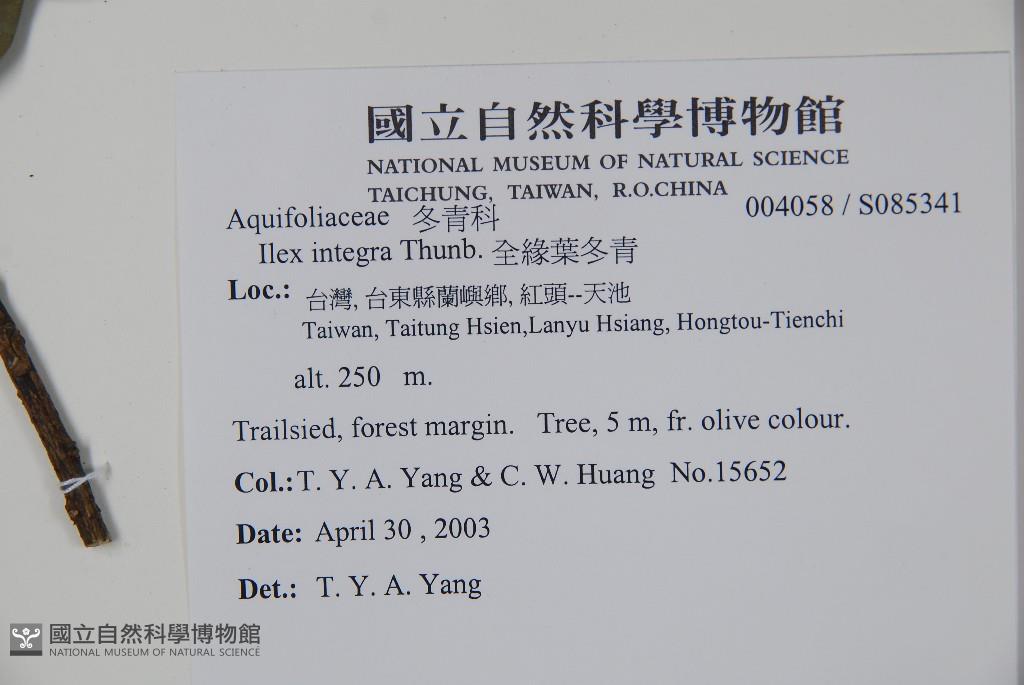 國立自然科學博物館
NATIONAL MUSEUM OF NATURAL SCIENCE
TAICHUNG, TAIWAN, R.O.CHINA
Aquifoliaceae 冬青科 004058 / S085341
Ilex integra Thunb. 全緣葉冬青
Loc.: 台灣, 台東縣蘭嶼鄉, 紅頭--天池
Taiwan, Taitung Hsien,Lanyu Hsiang, Hongtou-Tienchi
alt. 250 m.
Trailsied, forest margin. Tree, 5 m, fr. olive colour.
Col.: T. Y. A. Yang & C. W. Huang No.15652
Date: April 30 , 2003
Det.: T. Y. A. Yang
國立自然科學博物館
NATIONAL MUSEUM OF NATURAL SCIENCE